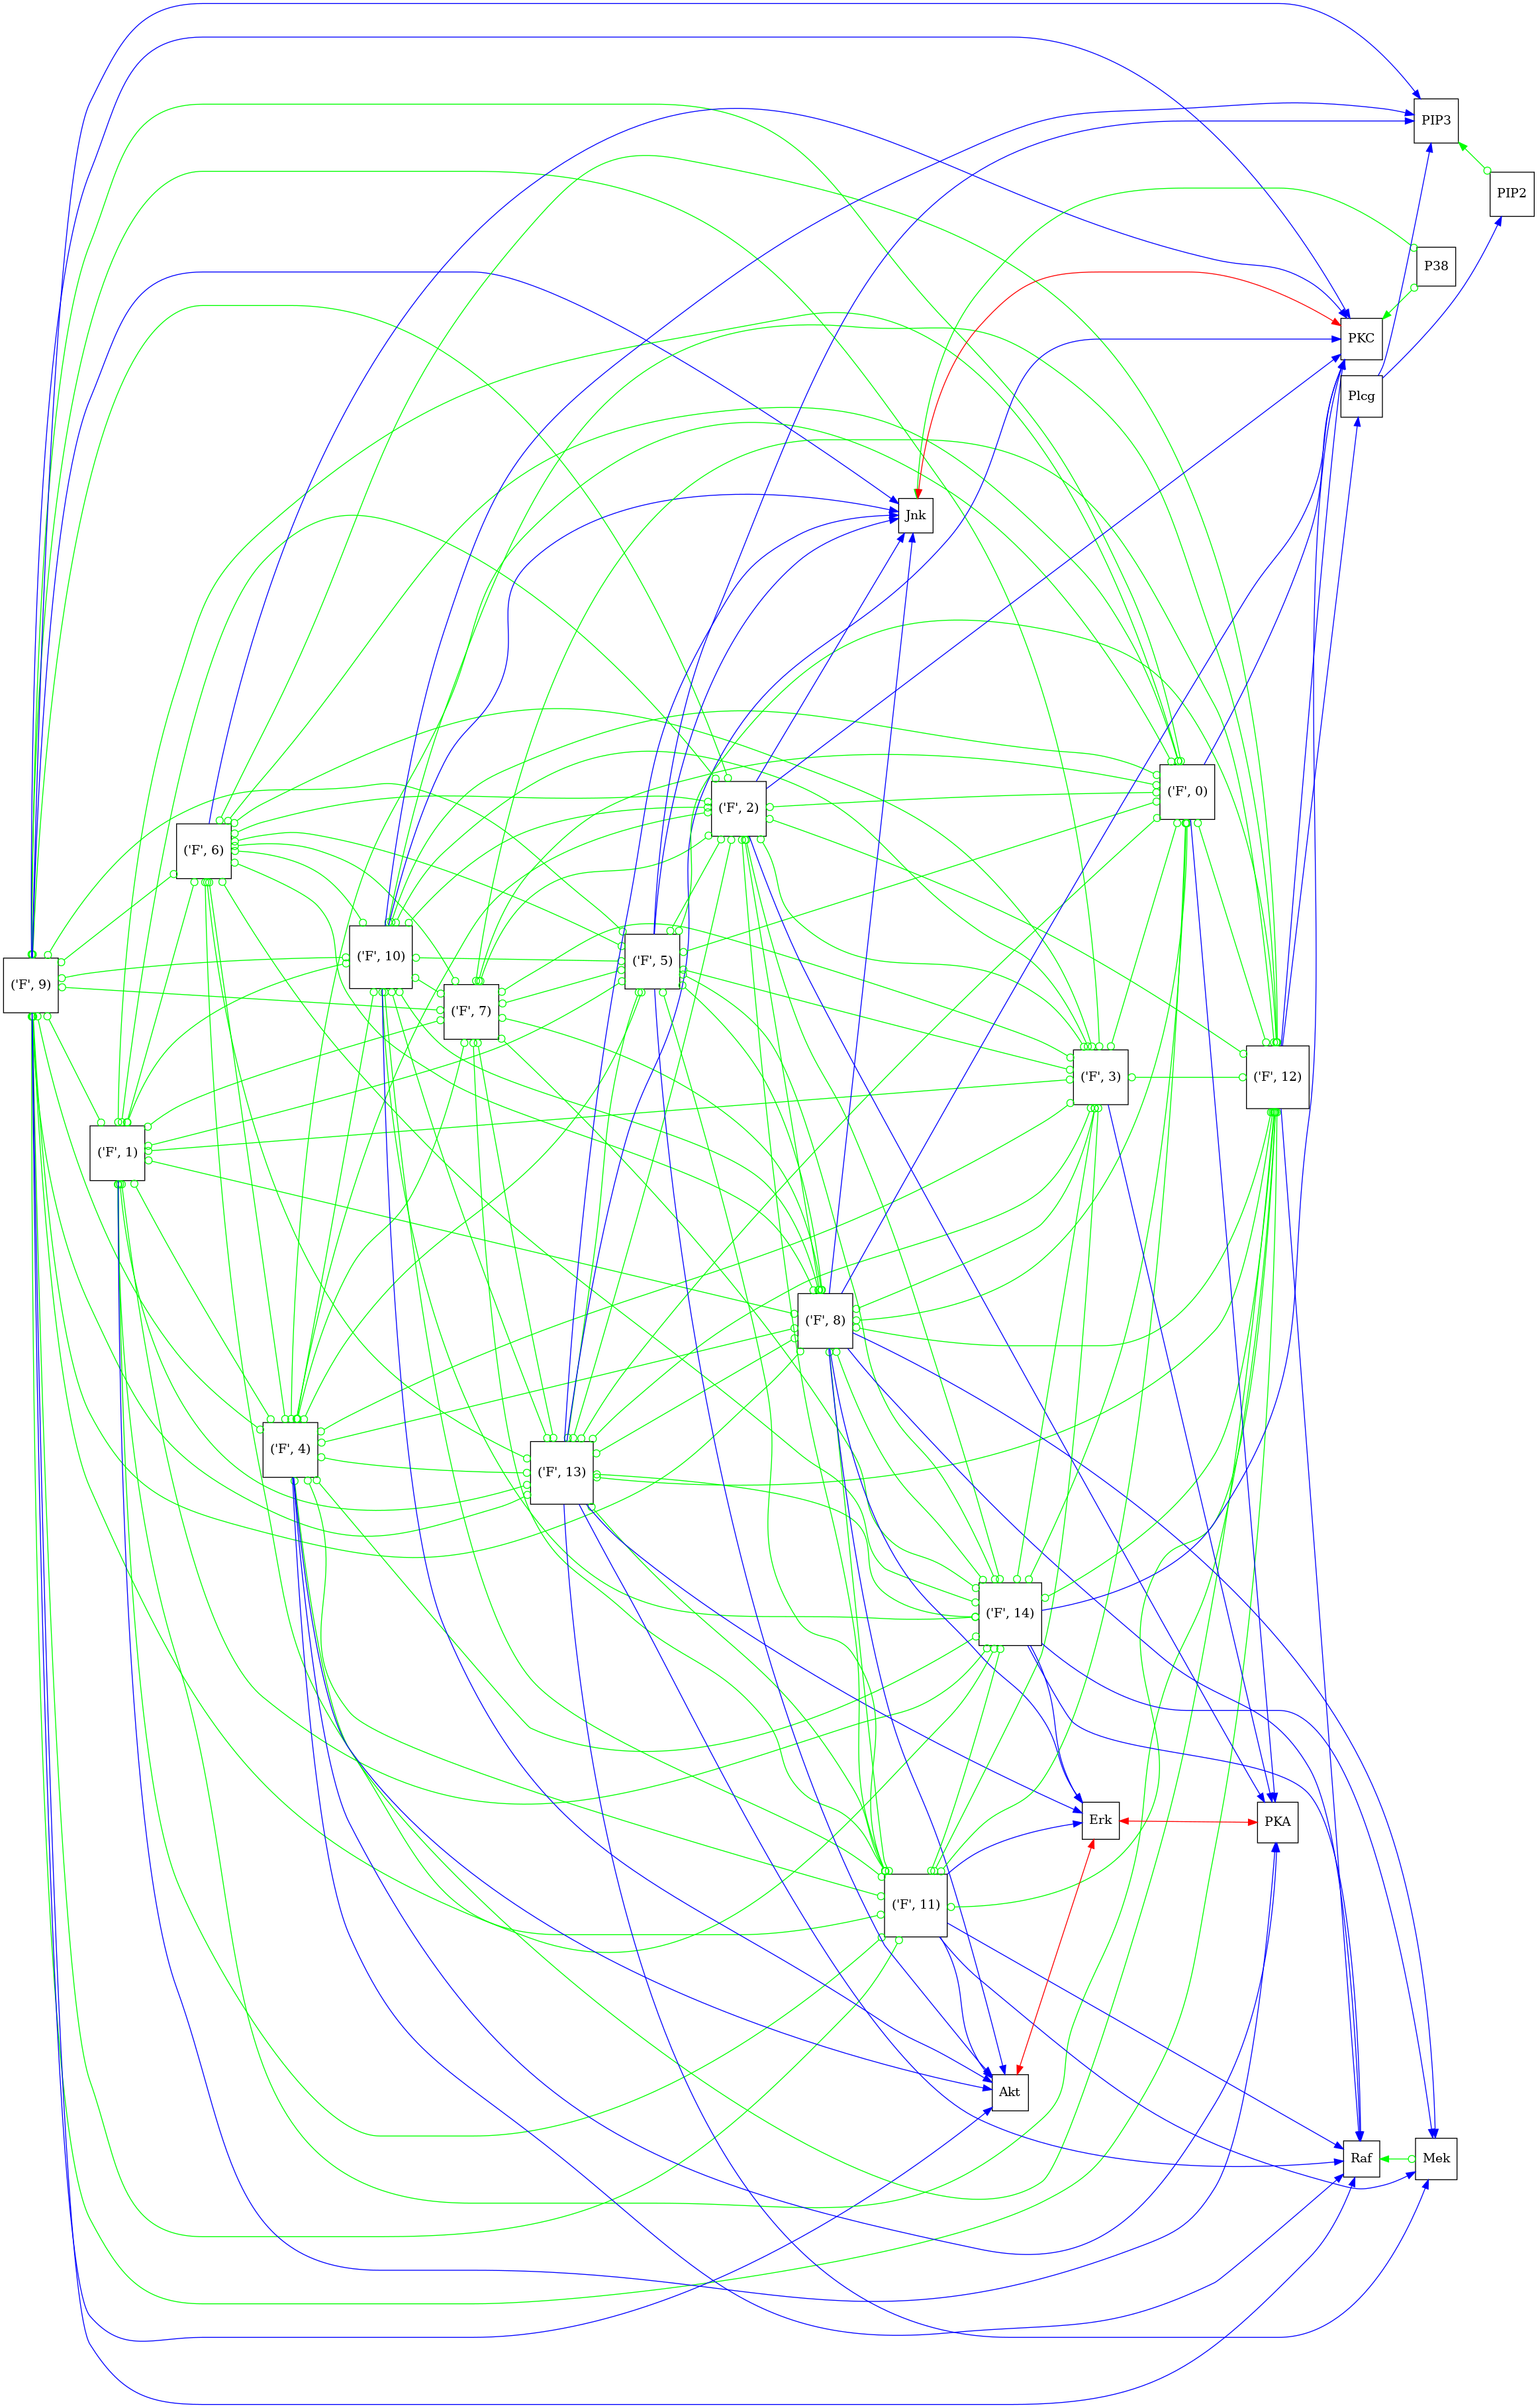 PIP3
PIP2
P38
PKC
Plcg
Jnk
('F', 0)
('F', 2)
('F', 6)
('F', 10)
('F', 5)
('F', 9)
('F', 7)
('F', 3)
('F', 12)
('F', 1)
('F', 8)
('F', 4)
('F', 13)
('F', 14)
Erk
PKA
('F', 11)
Akt
Raf
Mek